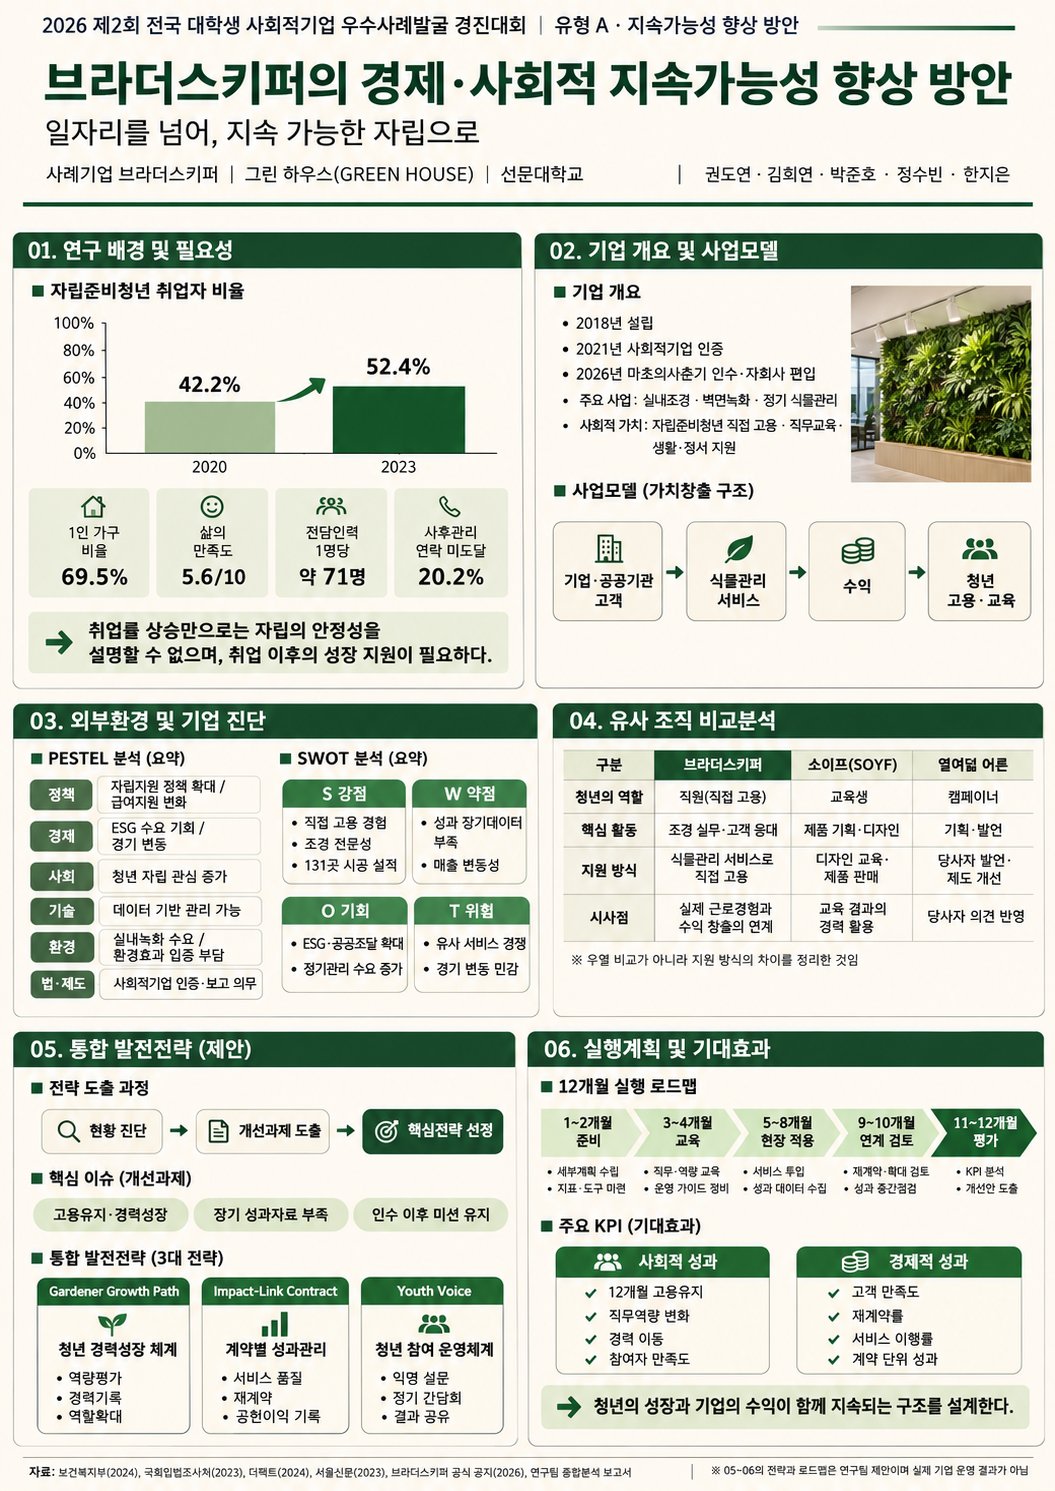 2026 제2회 전국 대학생 사회적기업 우수사례발굴 경진대회 | 유형 A · 지속가능성 향상 방안
브라더스키퍼의 경제·사회적 지속가능성 향상 방안
일자리를 넘어, 지속 가능한 자립으로
사례기업 브라더스키퍼 | 그린 하우스(GREEN HOUSE) | 선문대학교 | 권도연 · 김희연 · 박준호 · 정수빈 · 한지은
01. 연구 배경 및 필요성
■ 자립준비청년 취업자 비율
100%
80%
60%
40%
20%
0%
42.2%
52.4%
2020
2023
1인 가구
비율
69.5%
삶의
만족도
5.6/10
전담인력
1명당
약 71명
사후관리
연락 미도달
20.2%
취업률 상승만으로는 자립의 안정성을
설명할 수 없으며, 취업 이후의 성장 지원이 필요하다.
02. 기업 개요 및 사업모델
■ 기업 개요
• 2018년 설립
• 2021년 사회적기업 인증
• 2026년 마초의사춘기 인수·자회사 편입
• 주요 사업: 실내조경 · 벽면녹화 · 정기 식물관리
• 사회적 가치: 자립준비청년 직접 고용 · 직무교육 ·
생활·정서 지원
■ 사업모델 (가치창출 구조)
기업·공공기관
고객
식물관리
서비스
수익
청년
고용·교육
03. 외부환경 및 기업 진단
■ PESTEL 분석 (요약)
정책
자립지원 정책 확대 /
급여지원 변화
경제
ESG 수요 기회 /
경기 변동
사회
청년 자립 관심 증가
기술
데이터 기반 관리 가능
환경
실내녹화 수요 /
환경효과 입증 부담
법·제도
사회적기업 인증·보고 의무
■ SWOT 분석 (요약)
S 강점
• 직접 고용 경험
• 조경 전문성
• 131곳 시공 실적
W 약점
• 성과 장기데이터
부족
• 매출 변동성
O 기회
• ESG·공공조달 확대
• 정기관리 수요 증가
T 위험
• 유사 서비스 경쟁
• 경기 변동 민감
04. 유사 조직 비교분석
구분 브라더스키퍼 소이프(SOYF) 열여덟 어른
청년의 역할 직원(직접 고용) 교육생 캠페이너
핵심 활동 조경 실무·고객 응대 제품 기획·디자인 기획·발언
지원 방식 식물관리 서비스로 직접 고용 디자인 교육· 제품 판매 당사자 발언· 제도 개선
시사점 실제 근로경험과 수익 창출의 연계 교육 결과의 경력 활용 당사자 의견 반영
※ 우열 비교가 아니라 지원 방식의 차이를 정리한 것임
05. 통합 발전전략 (제안)
■ 전략 도출 과정
현황 진단
개선과제 도출
핵심전략 선정
■ 핵심 이슈 (개선과제)
고용유지·경력성장
장기 성과자료 부족
인수 이후 미션 유지
■ 통합 발전전략 (3대 전략)
Gardener Growth Path
청년 경력성장 체계
• 역량평가
• 경력기록
• 역할확대
Impact-Link Contract
계약별 성과관리
• 서비스 품질
• 재계약
• 공헌이익 기록
Youth Voice
청년 참여 운영체계
• 익명 설문
• 정기 간담회
• 결과 공유
06. 실행계획 및 기대효과
■ 12개월 실행 로드맵
1~2개월
준비
3~4개월
교육
5~8개월
현장 적용
9~10개월
연계 검토
11~12개월
평가
• 세부계획 수립
• 지표·도구 마련
• 직무·역량 교육
• 운영 가이드 정비
• 서비스 투입
• 성과 데이터 수집
• 재계약·확대 검토
• 성과 중간점검
• KPI 분석
• 개선안 도출
■ 주요 KPI (기대효과)
사회적 성과
✓ 12개월 고용유지
✓ 직무역량 변화
✓ 경력 이동
✓ 참여자 만족도
경제적 성과
✓ 고객 만족도
✓ 재계약률
✓ 서비스 이행률
✓ 계약 단위 성과
청년의 성장과 기업의 수익이 함께 지속되는 구조를 설계한다.
자료: 보건복지부(2024), 국회입법조사처(2023), 더팩트(2024), 서울신문(2023), 브라더스키퍼 공식 공지(2026), 연구팀 종합분석 보고서 | ※ 05~06의 전략과 로드맵은 연구팀 제안이며 실제 기업 운영 결과가 아님